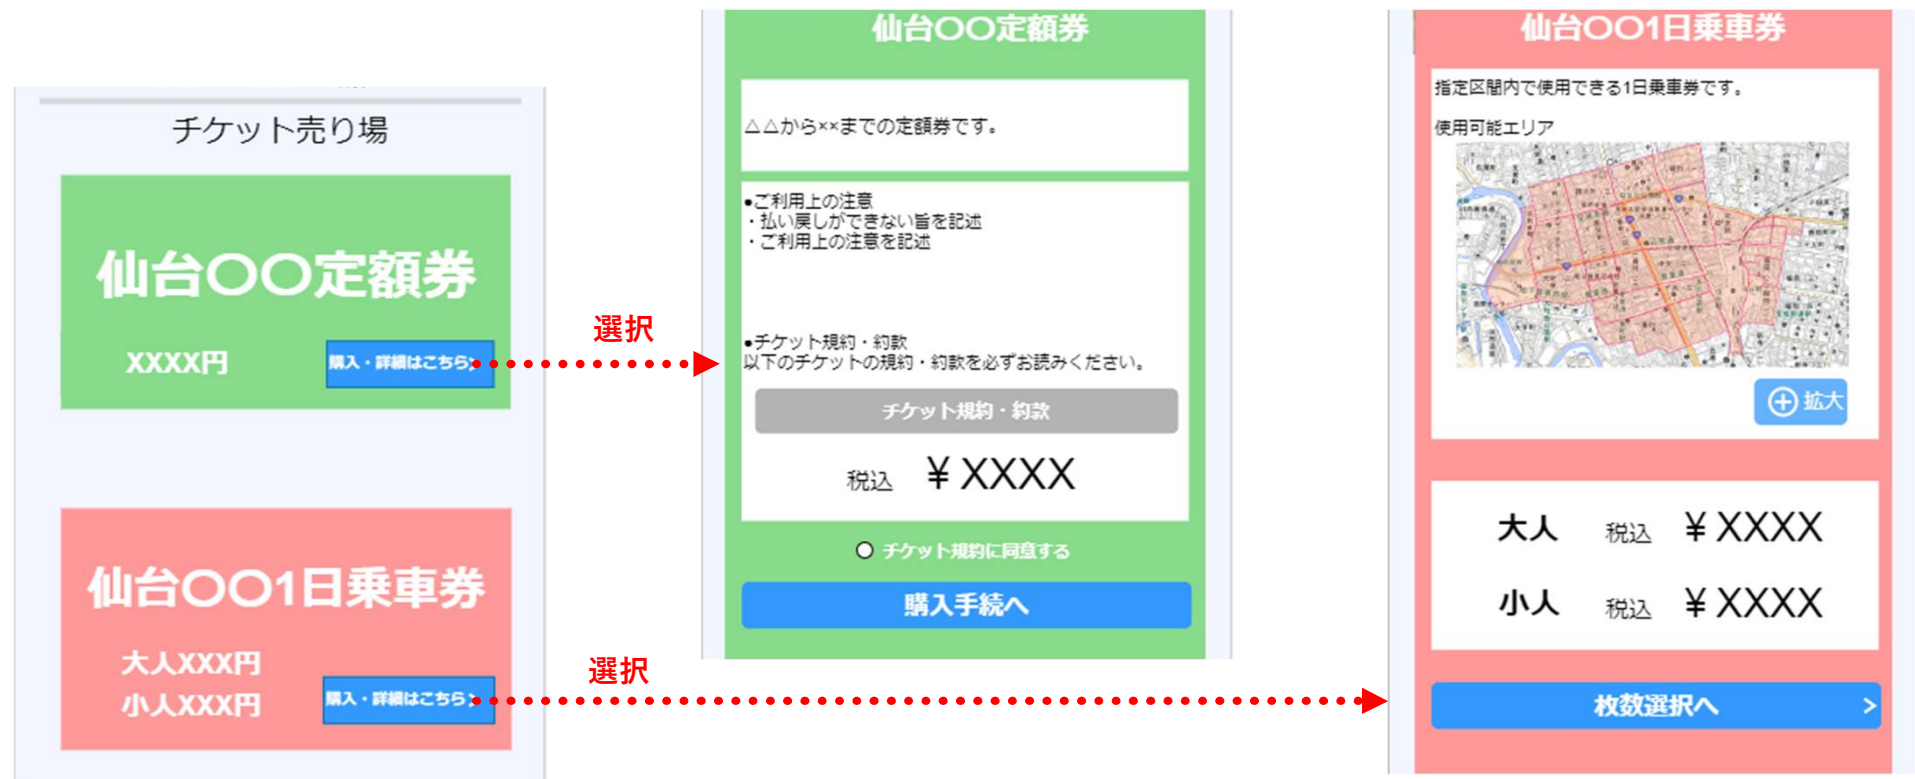 チケット売り場
仙台〇〇定額券
XXXX円
購入・詳細はこちら>
仙台〇〇1日乗車券
大人XXX円
小人XXX円
購入・詳細はこちら>
選択
選択
仙台〇〇定額券
△△から××までの定額券です。
●ご利用上の注意
・払い戻しができない旨を記述
・ご利用上の注意を記述
●チケット規約・約款
以下のチケットの規約・約款を必ずお読みください。
チケット規約・約款
税込 ￥XXXX
チケット規約に同意する
購入手続へ
仙台〇〇1日乗車券
指定区間内で使用できる1日乗車券です。
使用可能エリア
拡大
大人 税込 ￥XXXX
小人 税込 ￥XXXX
枚数選択へ >